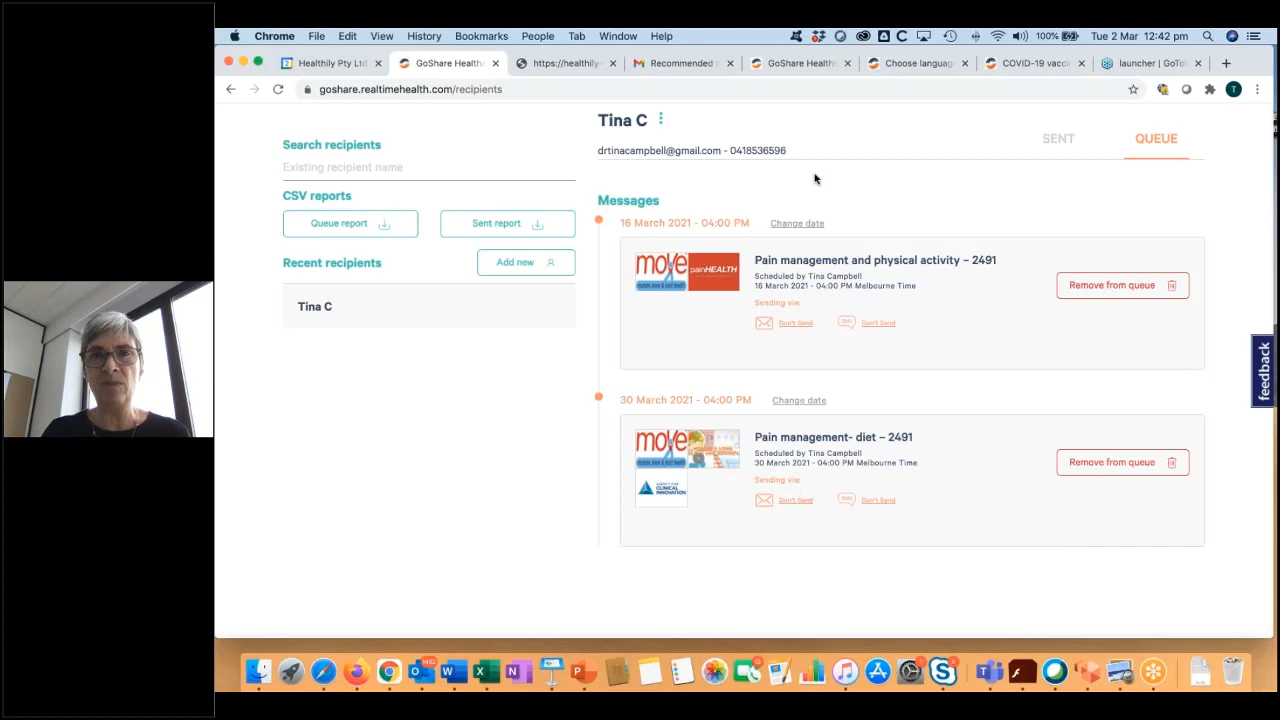 Chrome File Edit View History Bookmarks People Tab Window Help 100% Tue 2 Mar 12:42 pm
Healthily Pty Ltd GoShare Health https://healthily- Recommended GoShare Health Choose languag COVID-19 vacci launcher | GoTo
goshare.realtimehealth.com/recipients T
Tina C
Search recipients
Existing recipient name
drtinacampbell@gmail.com - 0418536596
SENT QUEUE
CSV reports
Queue report Sent report
Recent recipients Add new
Tina C
Messages
16 March 2021 - 04:00 PM Change date
move
painHEALTH
Pain management and physical activity – 2491
Scheduled by Tina Campbell
16 March 2021 - 04:00 PM Melbourne Time
Sending via:
Don't Send Don't Send
Remove from queue
30 March 2021 - 04:00 PM Change date
move
AGENCY FOR
CLINICAL
INNOVATION
Pain management- diet – 2491
Scheduled by Tina Campbell
30 March 2021 - 04:00 PM Melbourne Time
Sending via:
Don't Send Don't Send
Remove from queue
feedback